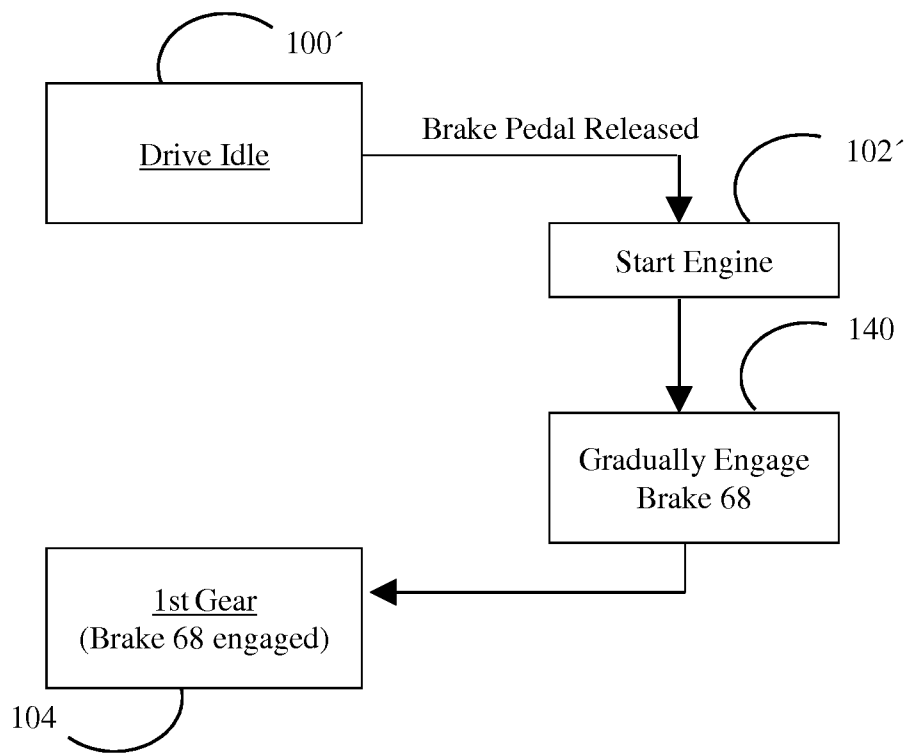 100´
Drive Idle
Brake Pedal Released
102´
Start Engine
140
Gradually Engage
Brake 68
1st Gear
(Brake 68 engaged)
104